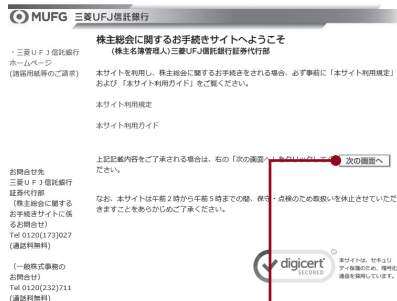 MUFG 三菱UFJ信託銀行
・三菱UFJ信託銀行
ホームページ
(諸届用紙等のご請求)
株主総会に関するお手続きサイトへようこそ
(株主名簿管理人)三菱UFJ信託銀行証券代行部
本サイトを利用し、株主総会に関するお手続きをされる場合、必ず事前に「本サイト利用規定」
および 「本サイト利用ガイド」をご覧ください。
本サイト利用規定
本サイト利用ガイド
上記記載内容をご了承される場合は、右の「次の画面へ」をクリックして
ださい。
次の画面へ
なお、本サイトは午前2時から午前5時までの間、保守・点検のため取扱いを休止させていただ
きますことをあらかじめご了承ください。
お問合せ先
三菱UFJ信託銀行
証券代行部
(株主総会に関する
お手続きサイトに係
るお問合せ)
Tel 0120(173)027
(通話料無料)
(一般株式事務の
お問合せ)
Tel 0120(232)711
(通話料無料)
digicert
SECURED
本サイトは、セキュリ
ティ保護のため、暗号化
通信を採用しています。